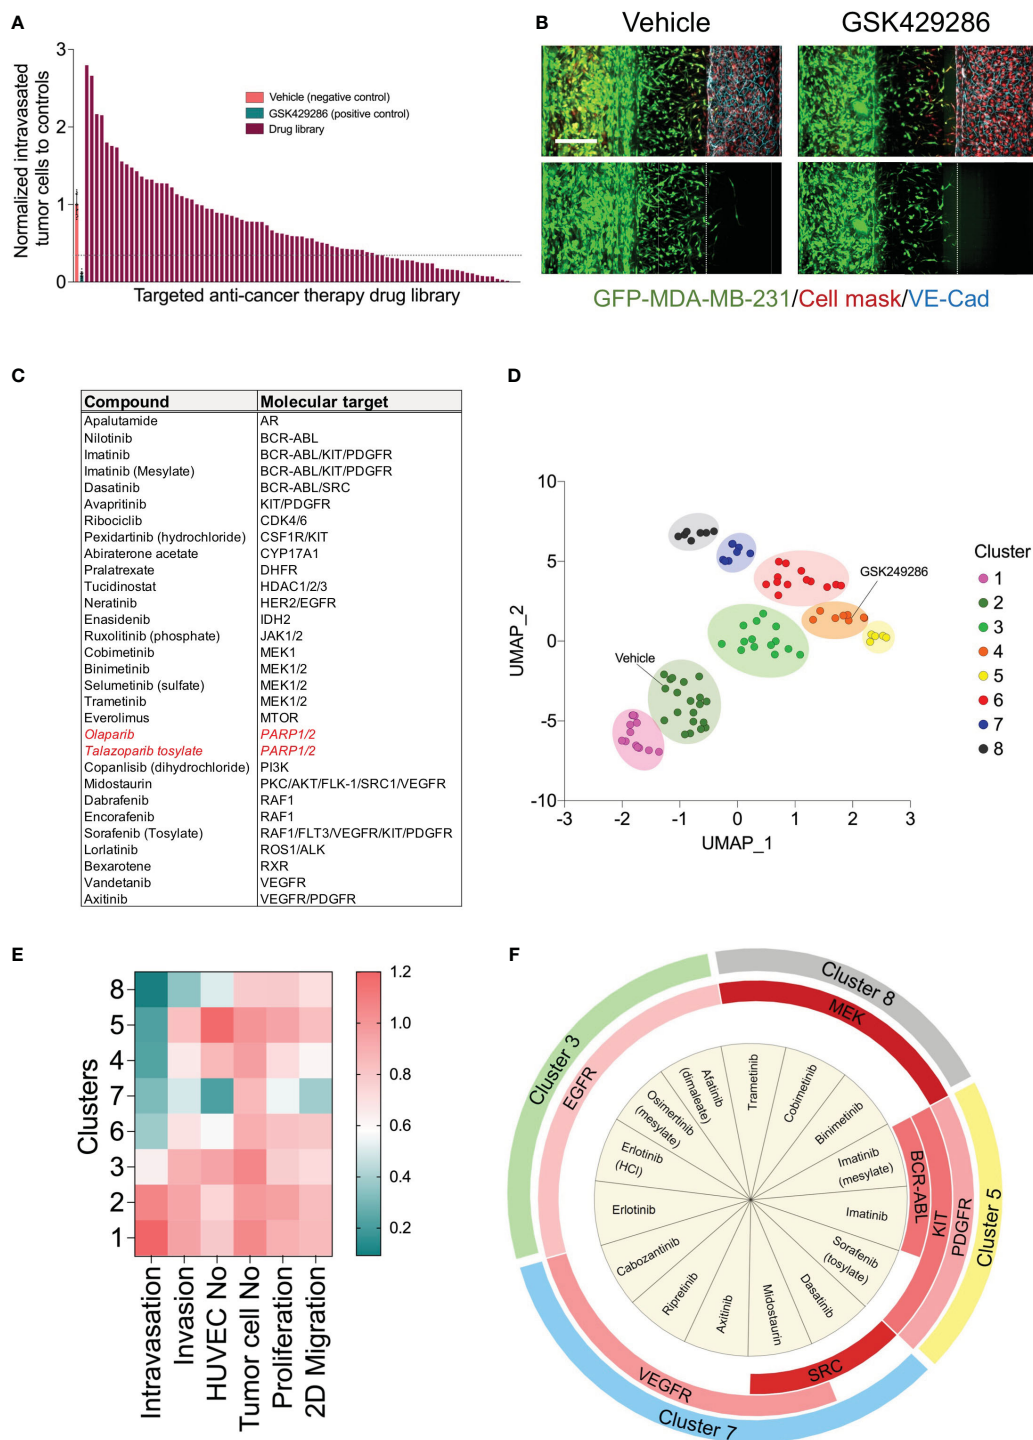 A
3
2
1
0
Normalized intravasated
tumor cells to controls
Vehicle (negative control)
GSK429286 (positive control)
Drug library
Targeted anti-cancer therapy drug library
B
Vehicle
GSK429286
GFP-MDA-MB-231/Cell mask/VE-Cad
C
Compound Molecular target
Apalutamide AR
Nilotinib BCR-ABL
Imatinib BCR-ABL/KIT/PDGFR
Imatinib (Mesylate) BCR-ABL/KIT/PDGFR
Dasatinib BCR-ABL/SRC
Avapritinib KIT/PDGFR
Ribociclib CDK4/6
Pexidartinib (hydrochloride) CSF1R/KIT
Abiraterone acetate CYP17A1
Pralatrexate DHFR
Tucidinostat HDAC1/2/3
Neratinib HER2/EGFR
Enasidenib IDH2
Ruxolitinib (phosphate) JAK1/2
Cobimetinib MEK1
Binimetinib MEK1/2
Selumetinib (sulfate) MEK1/2
Trametinib MEK1/2
Everolimus MTOR
Olaparib PARP1/2
Talazoparib tosylate PARP1/2
Copanlisib (dihydrochloride) PI3K
Midostaurin PKC/AKT/FLK-1/SRC1/VEGFR
Dabrafenib RAF1
Encorafenib RAF1
Sorafenib (Tosylate) RAF1/FLT3/VEGFR/KIT/PDGFR
Lorlatinib ROS1/ALK
Bexarotene RXR
Vandetanib VEGFR
Axitinib VEGFR/PDGFR
D
10
5
0
-5
-10
UMAP_2
-3 -2 -1 0 1 2 3
UMAP_1
GSK249286
Vehicle
Cluster
1
2
3
4
5
6
7
8
E
Clusters
8
5
4
7
6
3
2
1
Intravasation
Invasion
HUVEC No
Tumor cell No
Proliferation
2D Migration
1.2
1.0
0.8
0.6
0.4
0.2
F
Cluster 8
Cluster 5
Cluster 7
Cluster 3
MEK
PDGFR
KIT
BCR-ABL
SRC
VEGFR
EGFR
Trametinib
Cobimetinib
Binimetinib
Imatinib
(mesylate)
Imatinib
Sorafenib
(tosylate)
Dasatinib
Midostaurin
Axitinib
Ripretinib
Cabozantinib
Erlotinib
Erlotinib
(HCl)
Osimertinib
(mesylate)
Afatinib
(dimaleate)